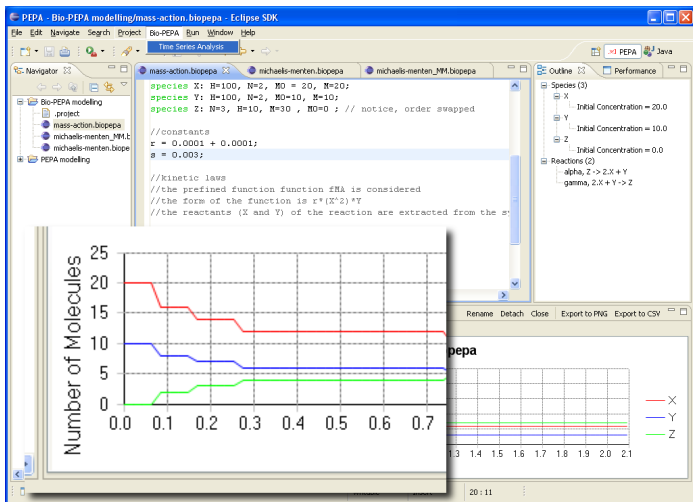 PEPA - Bio-PEPA modelling/mass-action.biopepa - Eclipse SDK
File Edit Navigate Search Project Bio-PEPA Run Window Help
Time Series Analysis
PEPA Java
Navigator
mass-action.biopepa michaelis-menten.biopepa michaelis-menten_MM.biopepa
Outline Performance
Bio-PEPA modelling
.project
mass-action.biopepa
michaelis-menten_MM.b
michaelis-menten.biope
PEPA modelling
species X: H=100, N=2, M0 = 20, M=20;
species Y: H=100, N=2, M0=10, M=10;
species Z: N=3, H=10, M=30 , M0=0 ; // notice, order swapped
//constants
r = 0.0001 + 0.0001;
s = 0.003;
//kinetic laws
//the prefined function function fMA is considered
//the form of the function is r*(X^2)*Y
//the reactants (X and Y) of the reaction are extracted from the s
Species (3)
X
Initial Concentration = 20.0
Y
Initial Concentration = 10.0
Z
Initial Concentration = 0.0
Reactions (2)
alpha, Z -> 2.X + Y
gamma, 2.X + Y -> Z
Rename Detach Close Export to PNG Export to CSV
pepa
Number of Molecules
25
20
15
10
5
0
0.0 0.1 0.2 0.3 0.4 0.5 0.6 0.7
1.3 1.4 1.5 1.6 1.7 1.8 1.9 2.0 2.1
X
Y
Z
20 : 11